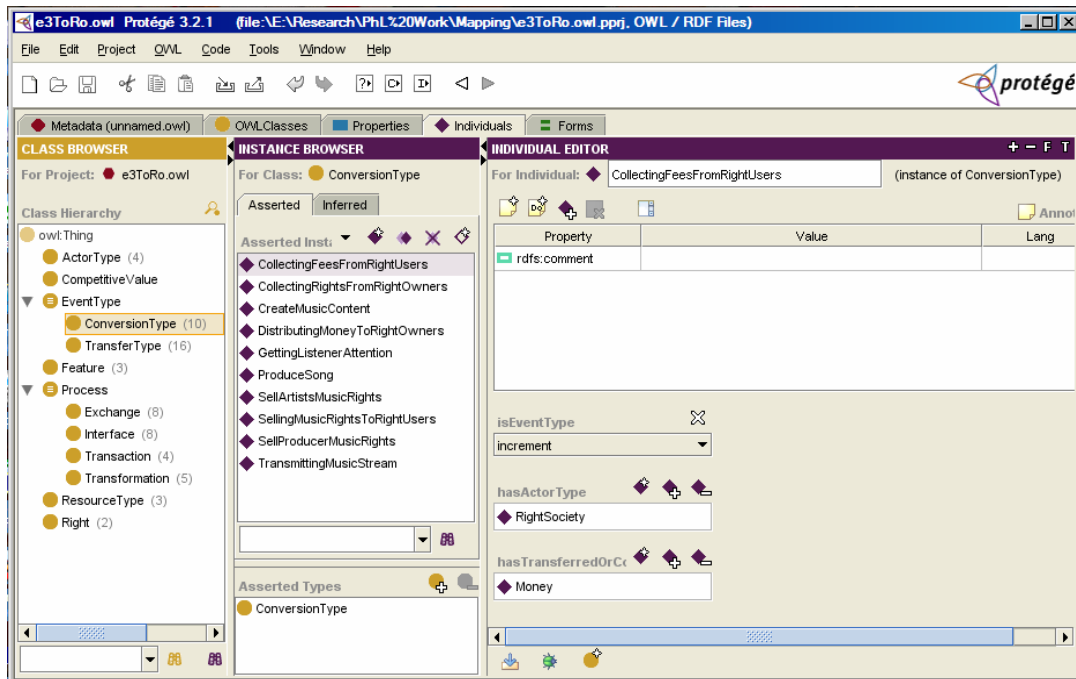 e3ToRo.owl Protégé 3.2.1 (file:\E:\Research\PhL%20Work\Mapping\e3ToRo.owl.pprj, OWL / RDF Files)
File Edit Project OWL Code Tools Window Help
protégé
Metadata (unnamed.owl) OWLClasses Properties Individuals Forms
CLASS BROWSER
For Project: e3ToRo.owl
Class Hierarchy
owl:Thing
ActorType (4)
CompetitiveValue
EventType
ConversionType (10)
TransferType (16)
Feature (3)
Process
Exchange (8)
Interface (8)
Transaction (4)
Transformation (5)
ResourceType (3)
Right (2)
INSTANCE BROWSER
For Class: ConversionType
Asserted Inferred
Asserted Insta
CollectingFeesFromRightUsers
CollectingRightsFromRightOwners
CreateMusicContent
DistributingMoneyToRightOwners
GettingListenerAttention
ProduceSong
SellArtistsMusicRights
SellingMusicRightsToRightUsers
SellProducerMusicRights
TransmittingMusicStream
Asserted Types
ConversionType
INDIVIDUAL EDITOR + − F T
For Individual: CollectingFeesFromRightUsers (instance of ConversionType)
Annot
Property Value Lang
rdfs:comment
isEventType
increment
hasActorType
RightSociety
hasTransferredOrCo
Money